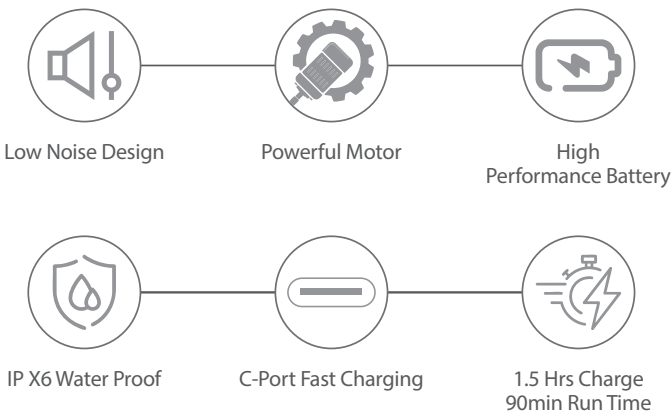 Low Noise Design
Powerful Motor
High
Performance Battery
IP X6 Water Proof
C-Port Fast Charging
1.5 Hrs Charge
90min Run Time